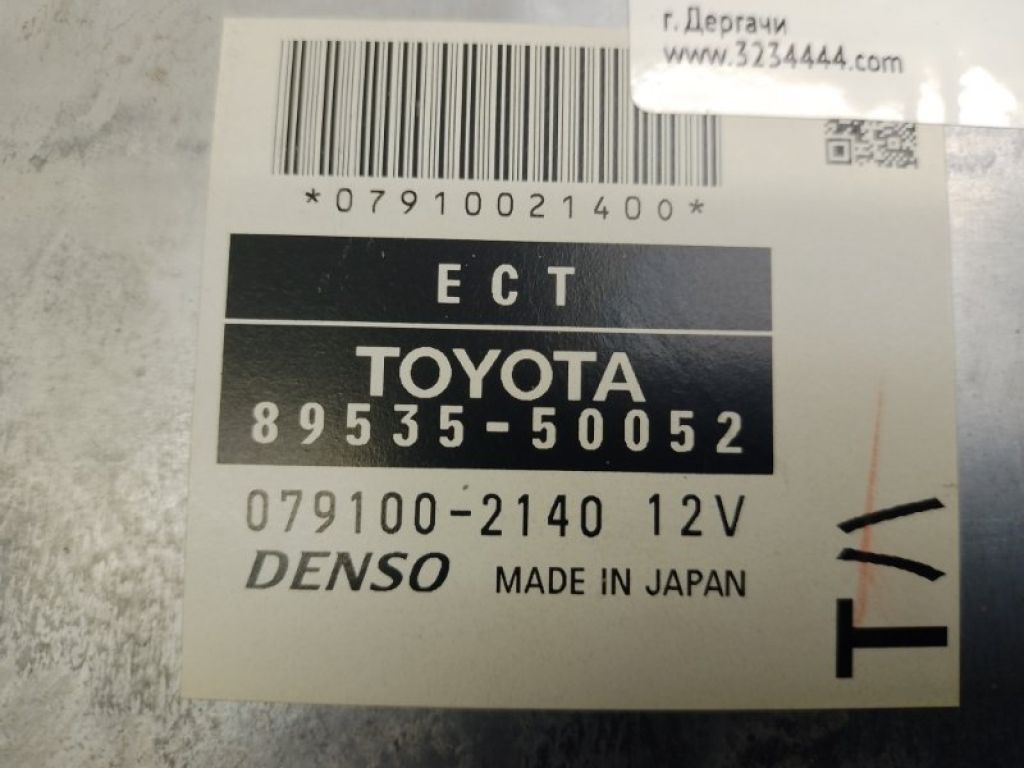 г. Дергачи
www.3234444.com
*07910021400*
ECT
TOYOTA
89535-50052
079100-2140 12V
DENSO MADE IN JAPAN
T